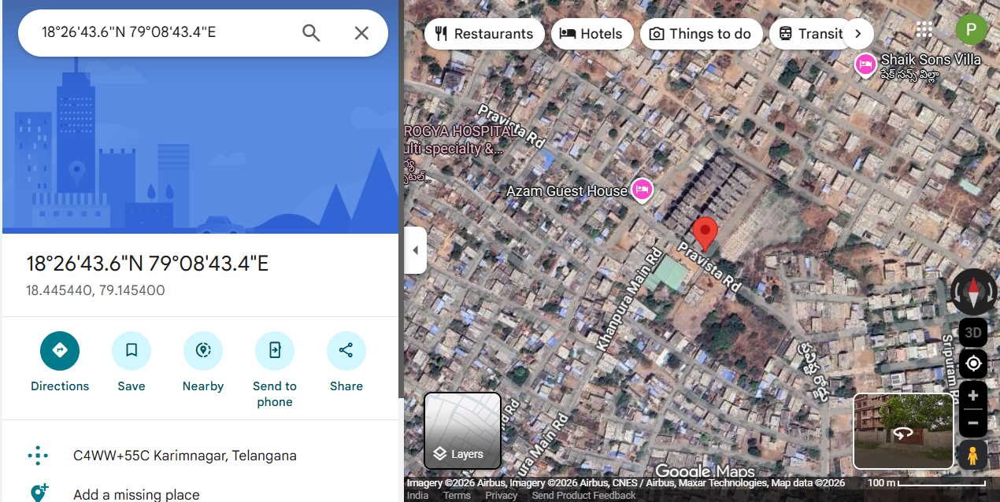 18°26'43.6"N 79°08'43.4"E
18°26'43.6"N 79°08'43.4"E
18.445440, 79.145400
Directions
Save
Nearby
Send to
phone
Share
C4WW+55C Karimnagar, Telangana
Add a missing place
Restaurants
Hotels
Things to do
Transit
P
Shaik Sons Villa
షేక్ సన్స్ విల్లా
Pravista Rd
ROGYA HOSPITAL
ulti specialty &...
Azam Guest House
Pravista Rd
Khanpura Main Rd
Sripuram Rd
3D
Rd
ura Main Rd
Layers
Google Maps
Imagery ©2026 Airbus, Imagery ©2026 Airbus, CNES / Airbus, Maxar Technologies, Map data ©2026
100 m
India
Terms
Privacy
Send Product Feedback